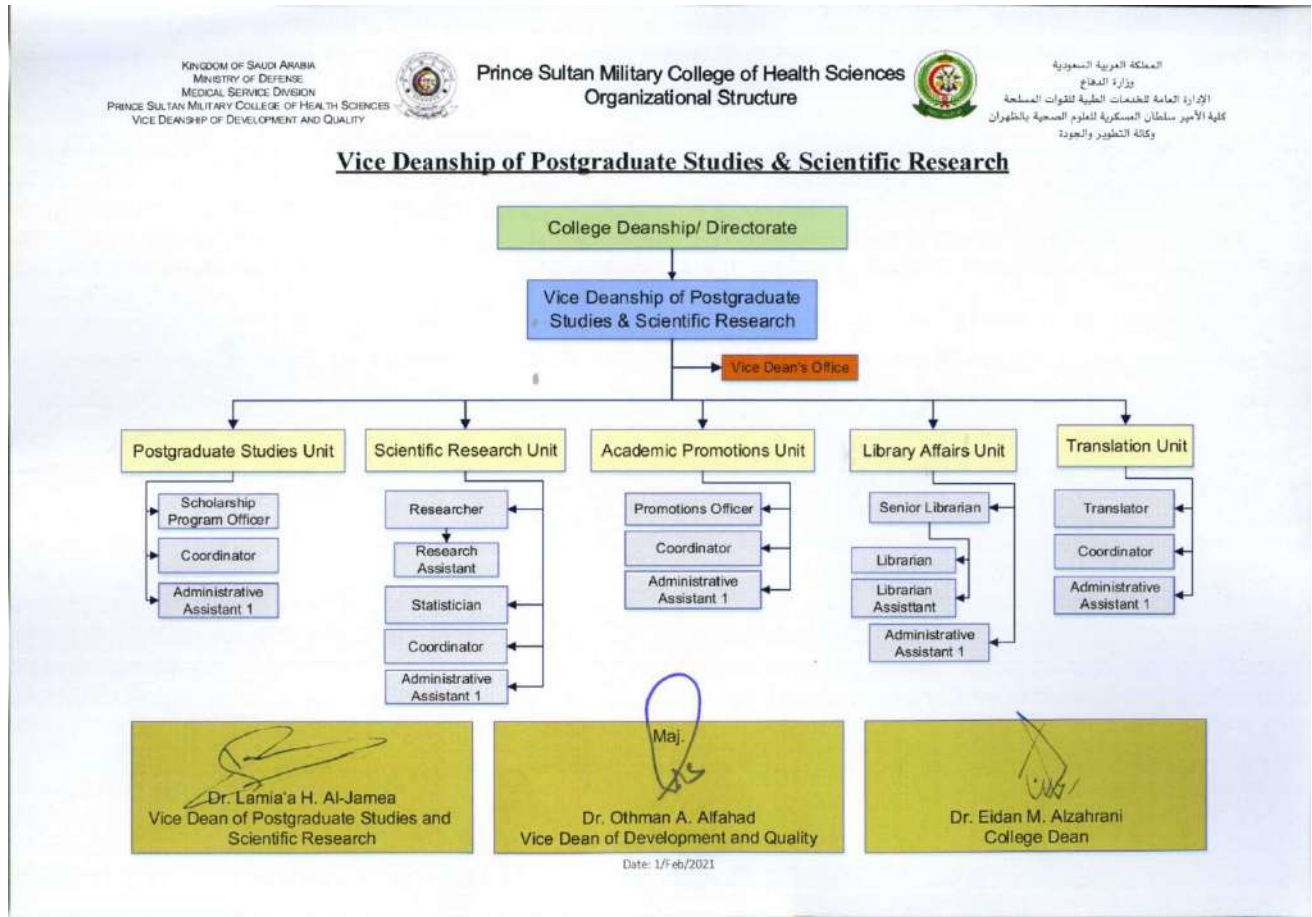 KINGDOM OF SAUDI ARABIA
MINISTRY OF DEFENSE
MEDICAL SERVICE DIVISION
PRINCE SULTAN MILITARY COLLEGE OF HEALTH SCIENCES
VICE DEANSHIP OF DEVELOPMENT AND QUALITY
Prince Sultan Military College of Health Sciences
Organizational Structure
المملكة العربية السعودية
وزارة الدفاع
الإدارة العامة للخدمات الطبية للقوات المسلحة
كلية الأمير سلطان العسكرية للعلوم الصحية بالظهران
وكالة التطوير والجودة
Vice Deanship of Postgraduate Studies & Scientific Research
College Deanship/ Directorate
Vice Deanship of Postgraduate
Studies & Scientific Research
Vice Dean's Office
Postgraduate Studies Unit
Scholarship
Program Officer
Coordinator
Administrative
Assistant 1
Scientific Research Unit
Researcher
Research
Assistant
Statistician
Coordinator
Administrative
Assistant 1
Academic Promotions Unit
Promotions Officer
Coordinator
Administrative
Assistant 1
Library Affairs Unit
Senior Librarian
Librarian
Librarian
Assisttant
Administrative
Assistant 1
Translation Unit
Translator
Coordinator
Administrative
Assistant 1
Dr. Lamia'a H. Al-Jamea
Vice Dean of Postgraduate Studies and
Scientific Research
Maj.
Dr. Othman A. Alfahad
Vice Dean of Development and Quality
Dr. Eidan M. Alzahrani
College Dean
Date: 1/Feb/2021